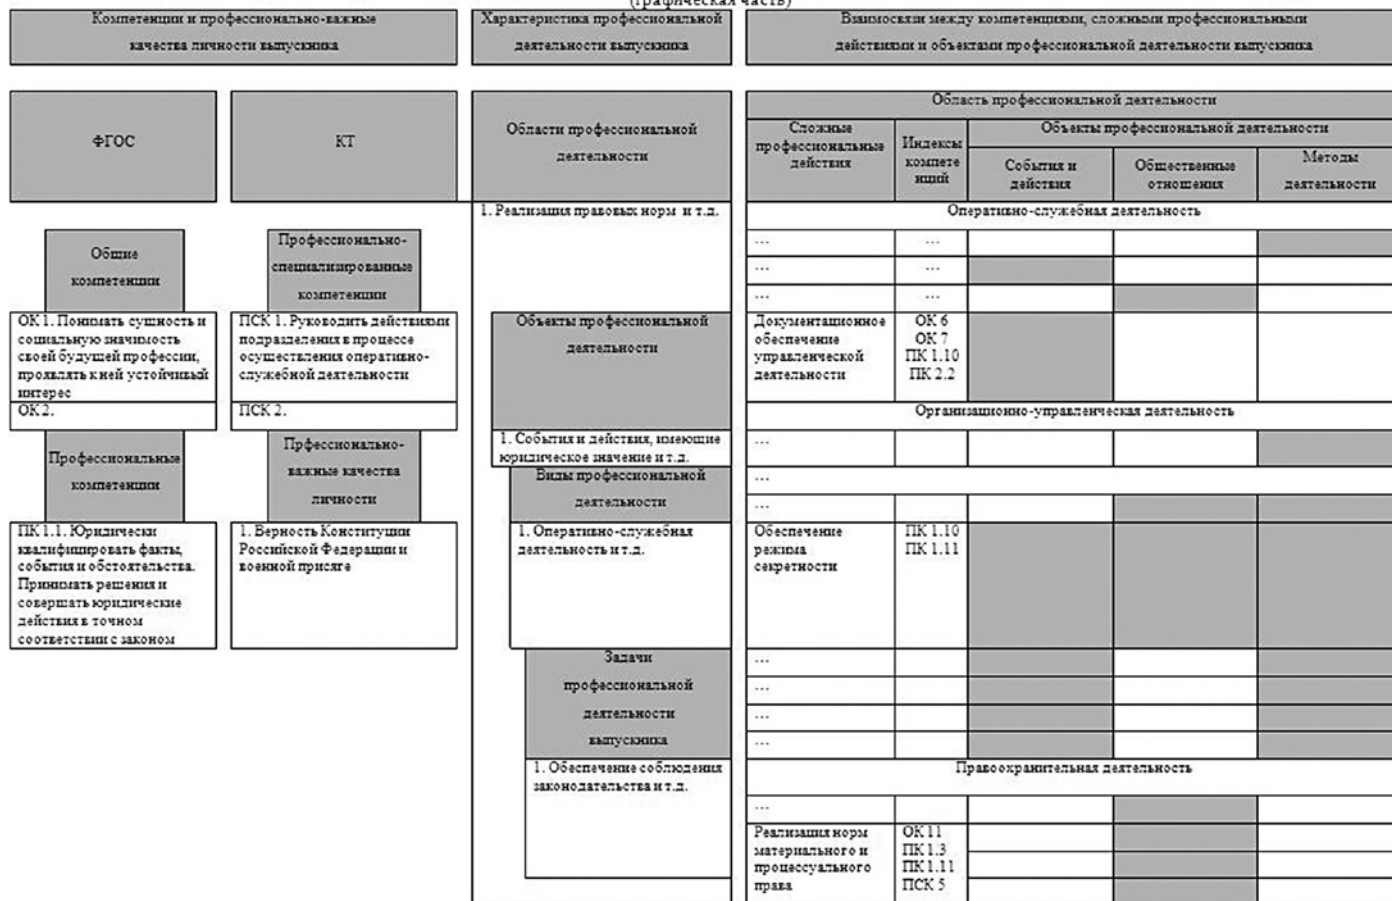 (графическая часть)
Компетенции и профессионально-важные
качества личности выпускника
Характеристика профессиональной
деятельности выпускника
Взаимосвязи между компетенциями, сложными профессиональными
действиями и объектами профессиональной деятельности выпускника
ФГОС
КТ
Общие
компетенции
Профессионально-
специализированные
компетенции
ОК 1. Понимать сущность и
социальную значимость
своей будущей профессии,
проявлять к ней устойчивый
интерес
ПСК 1. Руководить действиями
подразделения в процессе
осуществления оперативно-
служебной деятельности
ОК 2.
ПСК 2.
Профессиональные
компетенции
Прфессионально-
важные качества
личности
ПК 1.1. Юридически
квалифицировать факты,
события и обстоятельства.
Принимать решения и
совершать юридические
действия в точном
соответствии с законом
1. Верность Конституции
Российской Федерации и
военной присяге
Области профессиональной
деятельности
1. Реализация правовых норм и т.д.
Объекты профессиональной
деятельности
1. События и действия, имеющие
юридическое значение и т.д.
Виды профессиональной
деятельности
1. Оперативно-служебная
деятельность и т.д.
Задачи
профессиональной
деятельности
выпускника
1. Обеспечение соблюдения
законодательства и т.д.
Область профессиональной деятельности
Сложные
профессиональные
действия
Индексы
компете
нций
Объекты профессиональной деятельности
События и
действия
Общественные
отношения
Методы
деятельности
Оперативно-служебная деятельность
... ...
... ...
... ...
Документационное
обеспечение
управленческой
деятельности
ОК 6
ОК 7
ПК 1.10
ПК 2.2
Организационно-управленческая деятельность
...
...
...
Обеспечение
режима
секретности
ПК 1.10
ПК 1.11
...
...
...
...
Правоохранительная деятельность
...
Реализация норм
материального и
процессуального
права
ОК 11
ПК 1.3
ПК 1.11
ПСК 5